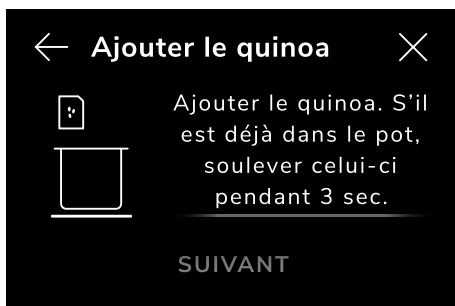 Ajouter le quinoa
Ajouter le quinoa. S’il
est déjà dans le pot,
soulever celui-ci
pendant 3 sec.
SUIVANT